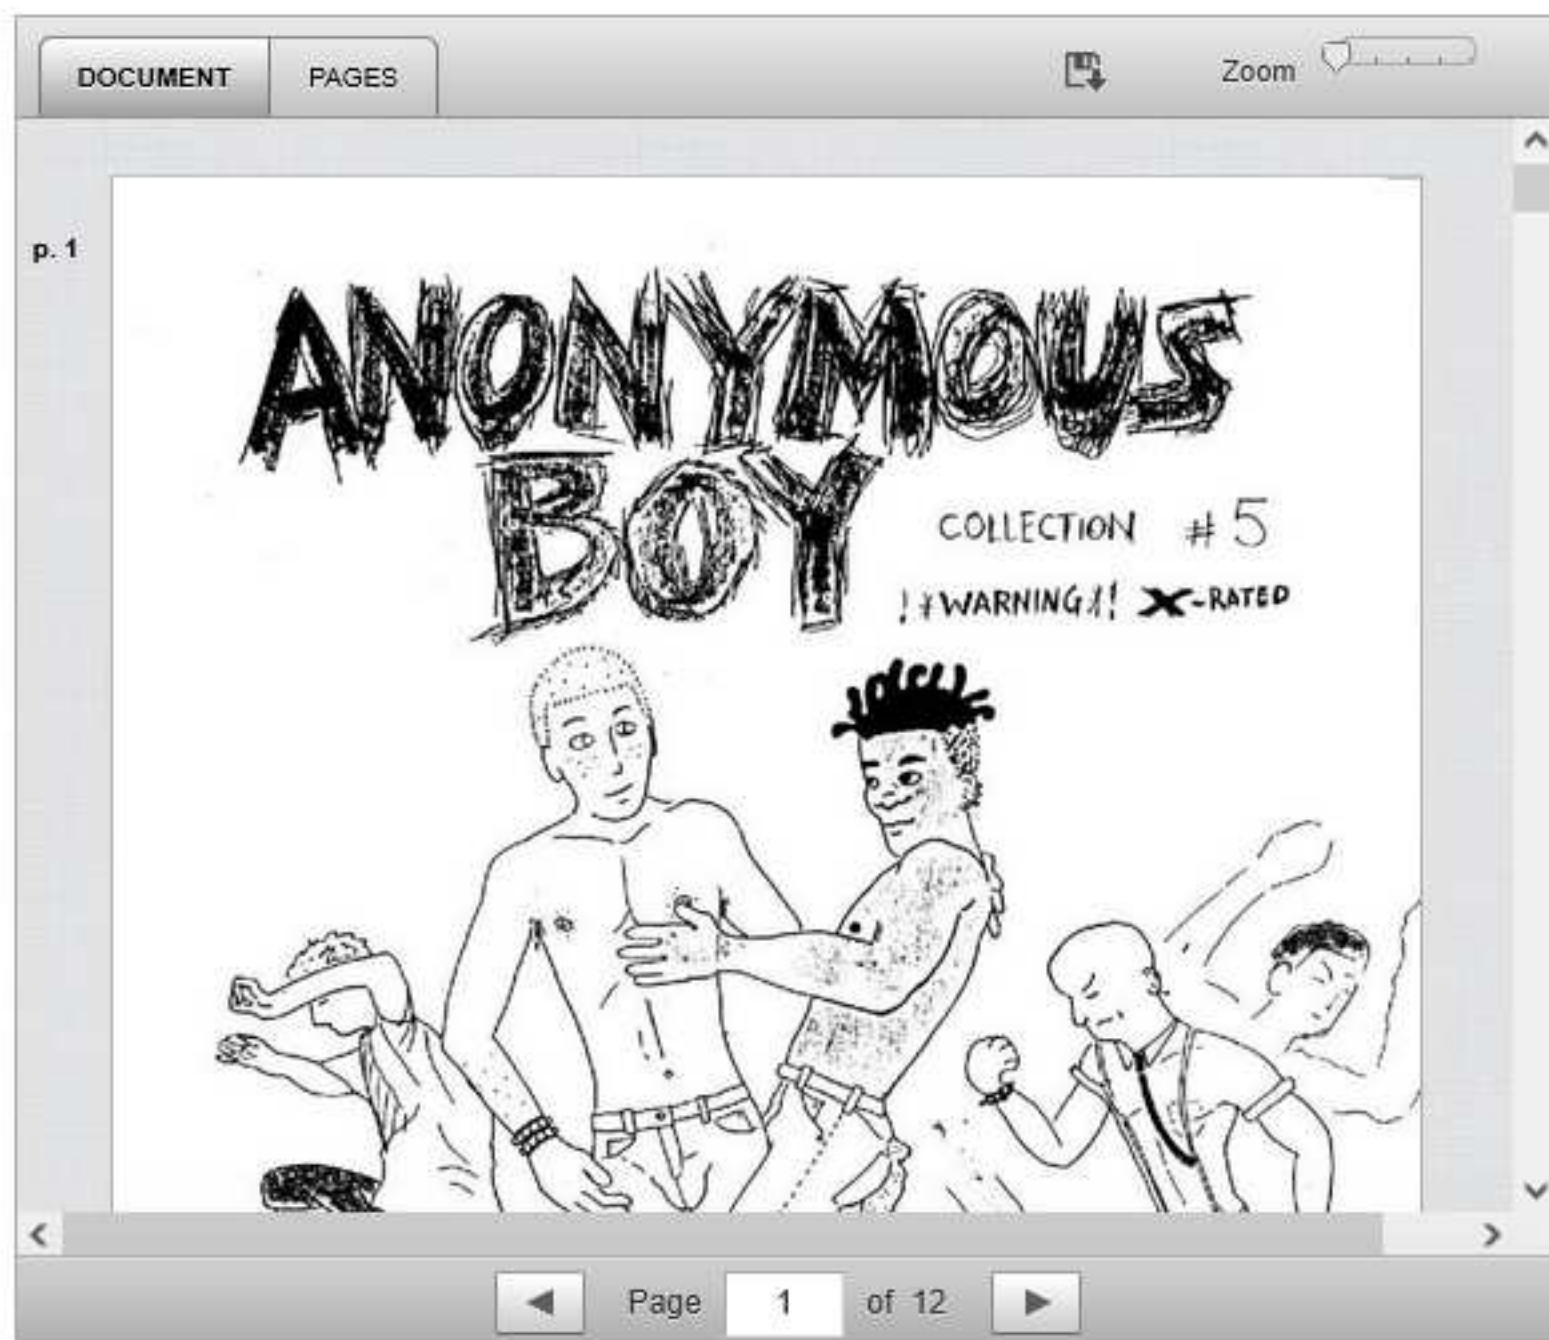 DOCUMENT PAGES Zoom
p. 1
ANONYMOUS
BOY
COLLECTION #5
!*WARNING*! X-RATED
Page 1 of 12